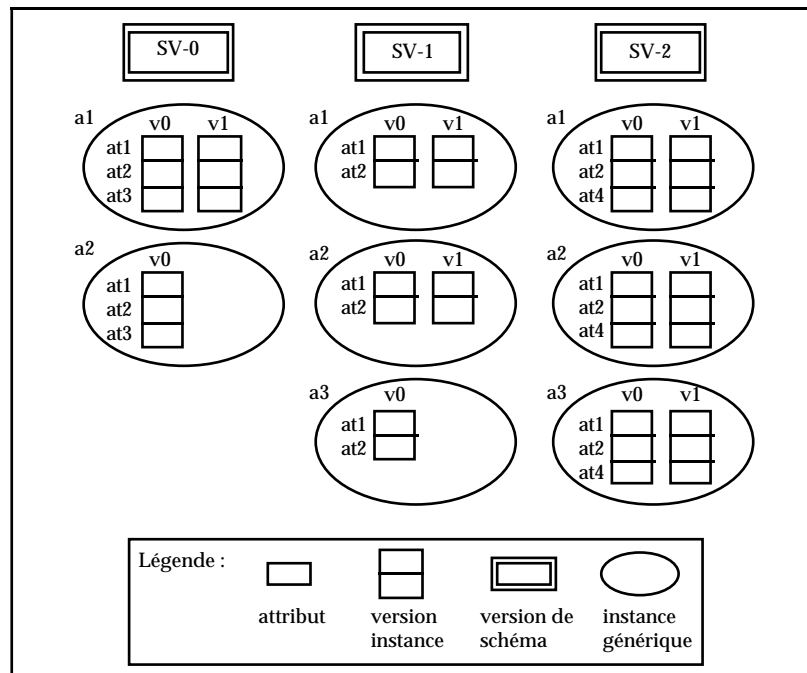 SV-0 SV-1 SV-2
a1 v0 v1 a1 v0 v1 a1 v0 v1
at1 at1 at1
at2 at2 at2
at3 at4
a2 v0 a2 v0 v1 a2 v0 v1
at1 at1 at1
at2 at2 at2
at3 at4
a3 v0 a3 v0 v1
at1 at1
at2 at2
at4
Légende :
attribut version version de instance
instance schéma générique